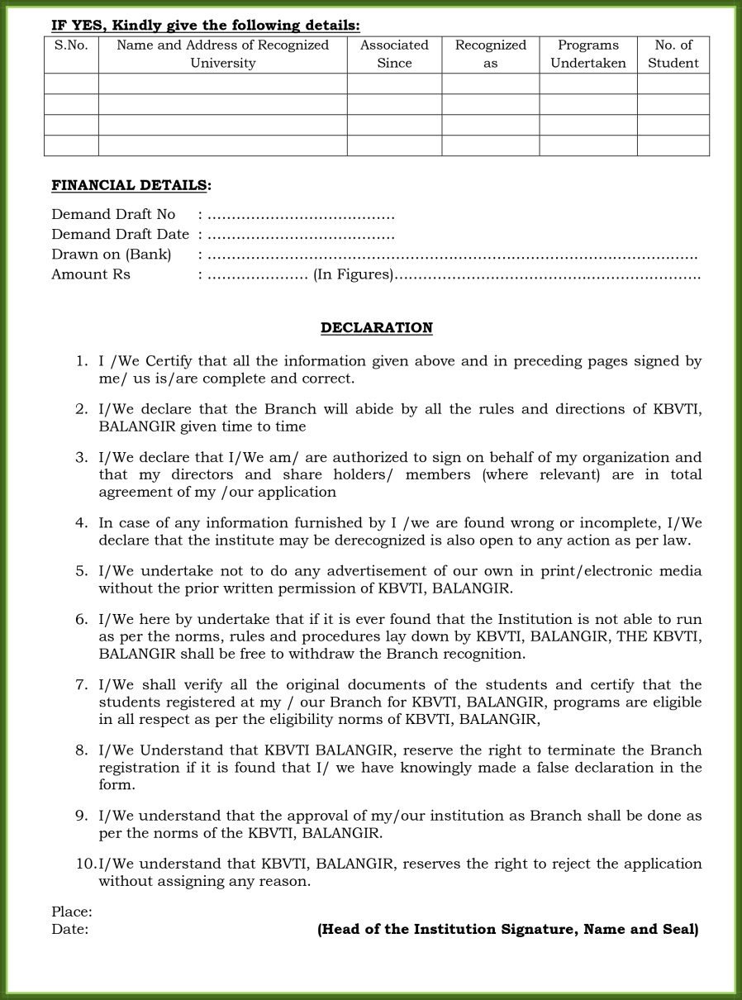 IF YES, Kindly give the following details:
S.No. Name and Address of Recognized University Associated Since Recognized as Programs Undertaken No. of Student
FINANCIAL DETAILS:
Demand Draft No : …………………………………
Demand Draft Date : …………………………………
Drawn on (Bank) : …………………………………………………………………………………………..
Amount Rs : ………………… (In Figures)……………………………………………………….
DECLARATION
1. I /We Certify that all the information given above and in preceding pages signed by
me/ us is/are complete and correct.
2. I/We declare that the Branch will abide by all the rules and directions of KBVTI,
BALANGIR given time to time
3. I/We declare that I/We am/ are authorized to sign on behalf of my organization and
that my directors and share holders/ members (where relevant) are in total
agreement of my /our application
4. In case of any information furnished by I /we are found wrong or incomplete, I/We
declare that the institute may be derecognized is also open to any action as per law.
5. I/We undertake not to do any advertisement of our own in print/electronic media
without the prior written permission of KBVTI, BALANGIR.
6. I/We here by undertake that if it is ever found that the Institution is not able to run
as per the norms, rules and procedures lay down by KBVTI, BALANGIR, THE KBVTI,
BALANGIR shall be free to withdraw the Branch recognition.
7. I/We shall verify all the original documents of the students and certify that the
students registered at my / our Branch for KBVTI, BALANGIR, programs are eligible
in all respect as per the eligibility norms of KBVTI, BALANGIR,
8. I/We Understand that KBVTI BALANGIR, reserve the right to terminate the Branch
registration if it is found that I/ we have knowingly made a false declaration in the
form.
9. I/We understand that the approval of my/our institution as Branch shall be done as
per the norms of the KBVTI, BALANGIR.
10.I/We understand that KBVTI, BALANGIR, reserves the right to reject the application
without assigning any reason.
Place:
Date: (Head of the Institution Signature, Name and Seal)